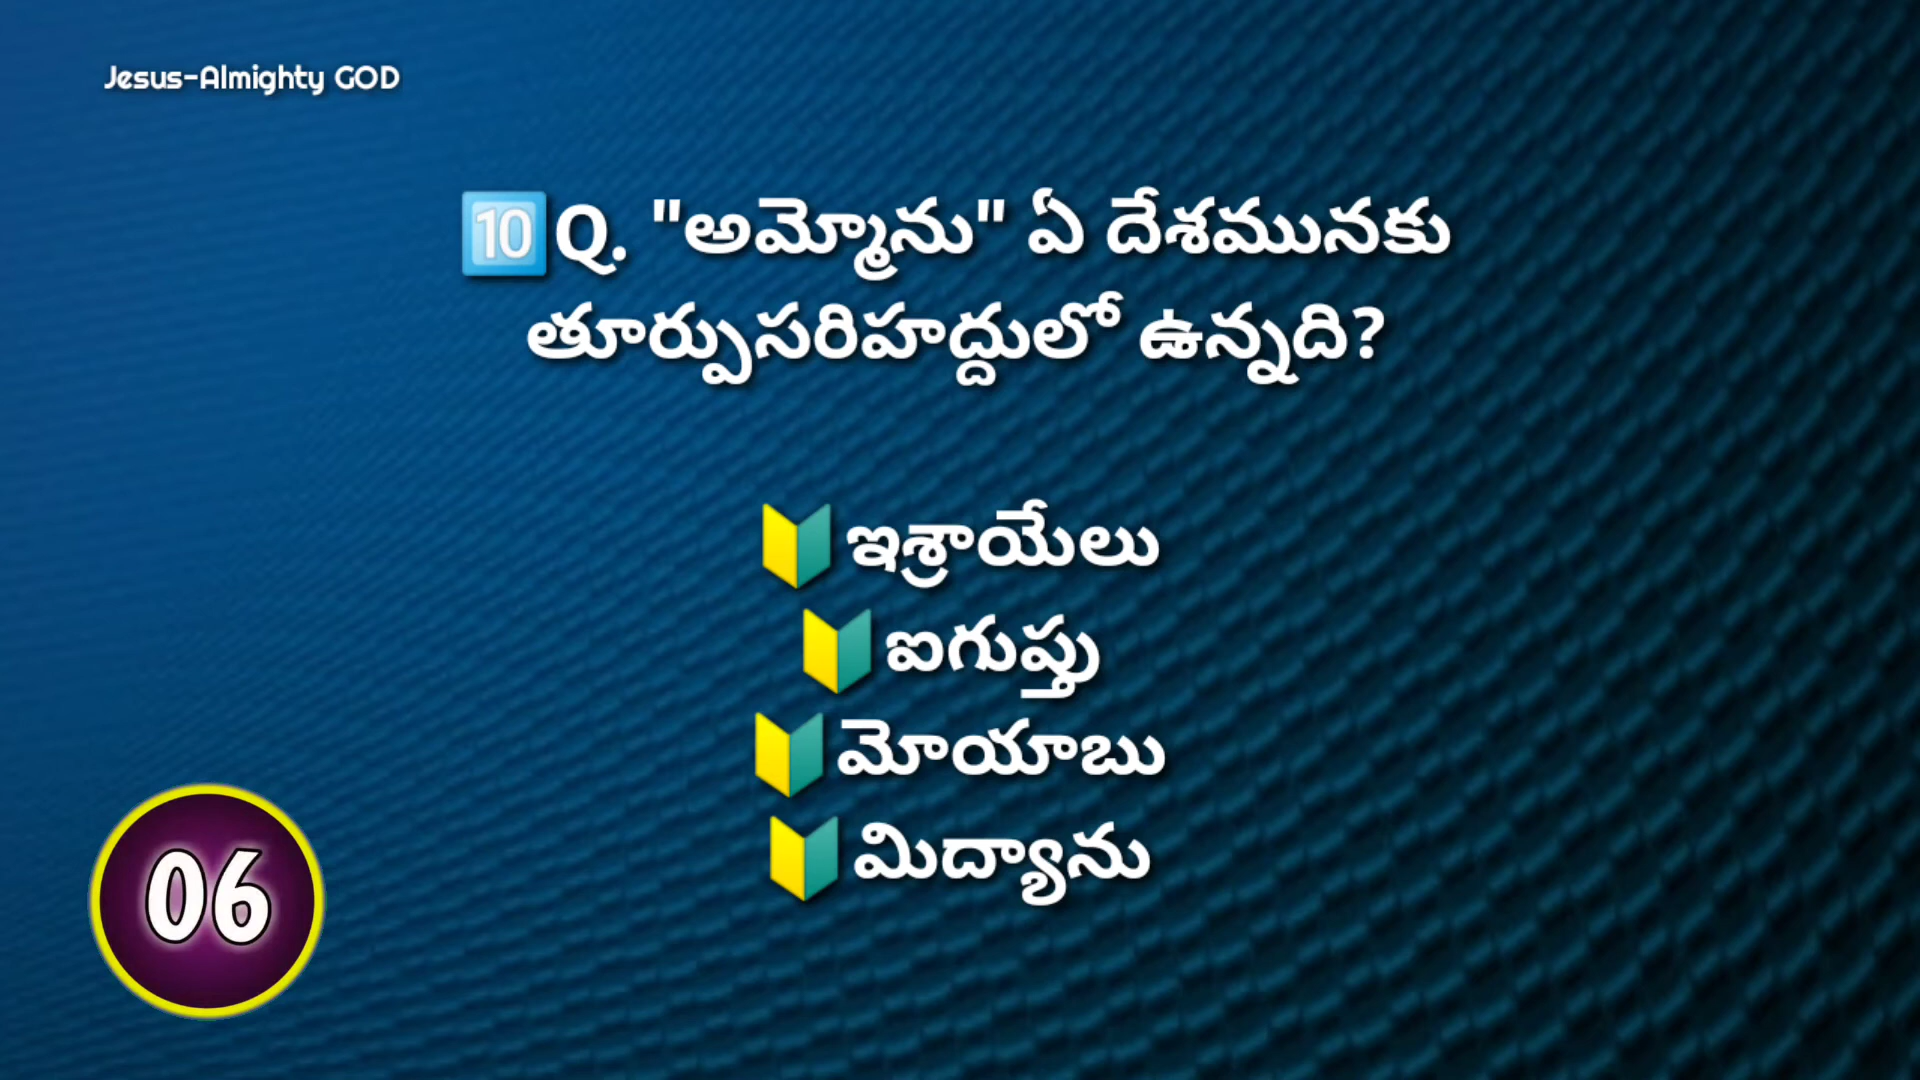 Jesus-Almighty GOD
🔟Q. "అమ్మోను" ఏ దేశమునకు
తూర్పుసరిహద్దులో ఉన్నది?
🔰ఇశ్రాయేలు
🔰ఐగుప్తు
🔰మోయాబు
🔰మిద్యాను
06